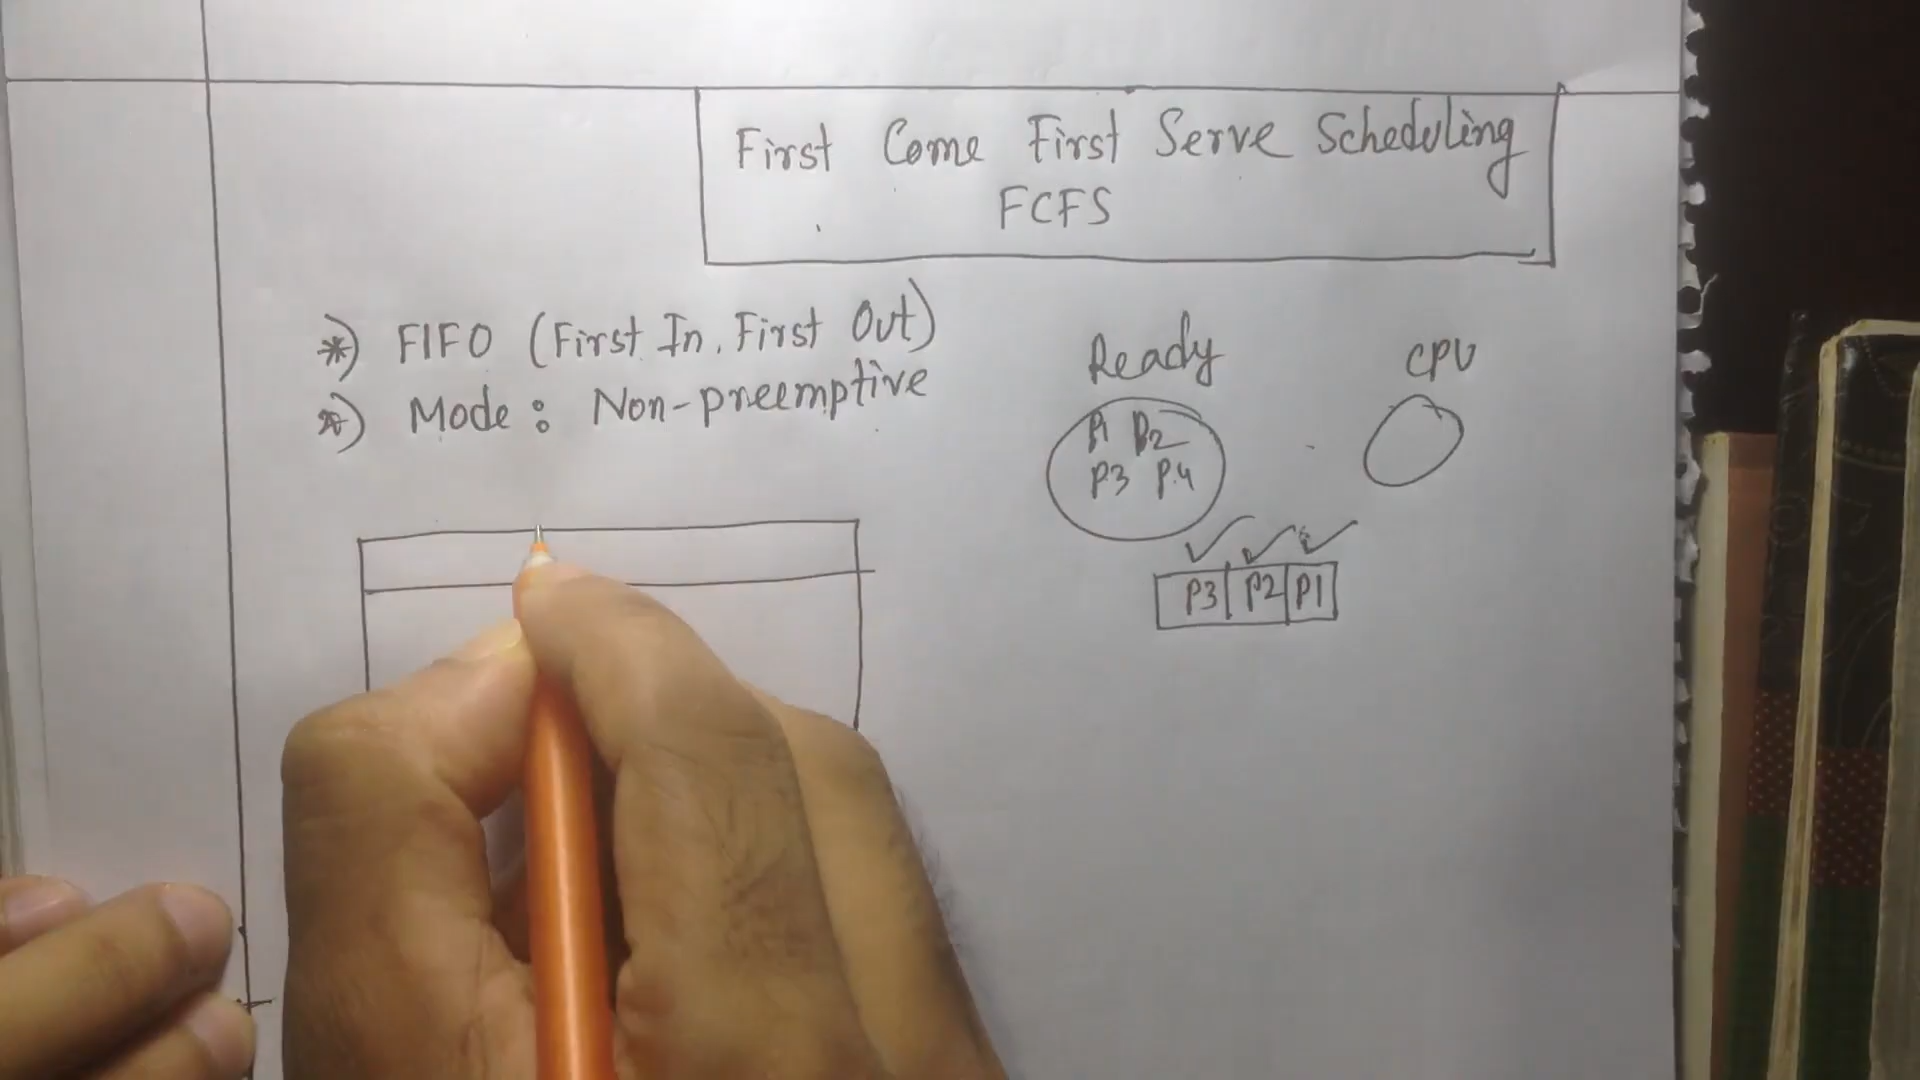 First Come First Serve Scheduling
FCFS
*) FIFO (First In, First Out)
*) Mode : Non-preemptive
Ready
CPU
P1 P2
P3 P4
P3 P2 P1